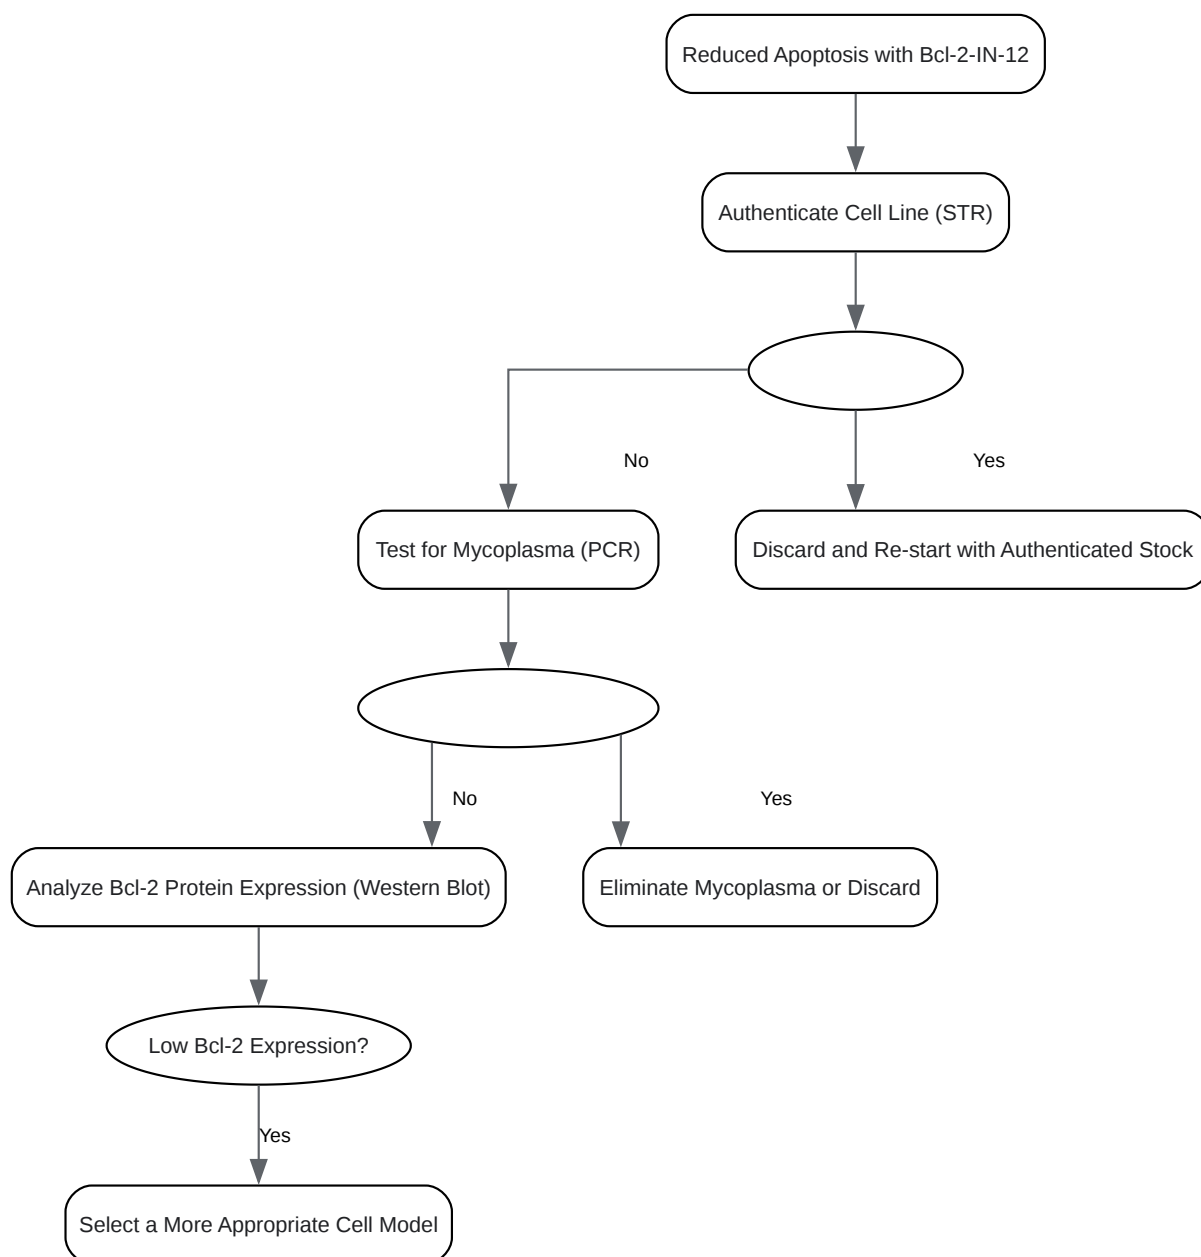 Reduced Apoptosis with Bcl-2-IN-12
Authenticate Cell Line (STR)
No
Yes
Test for Mycoplasma (PCR)
Discard and Re-start with Authenticated Stock
No
Yes
Analyze Bcl-2 Protein Expression (Western Blot)
Eliminate Mycoplasma or Discard
Low Bcl-2 Expression?
Yes
Select a More Appropriate Cell Model